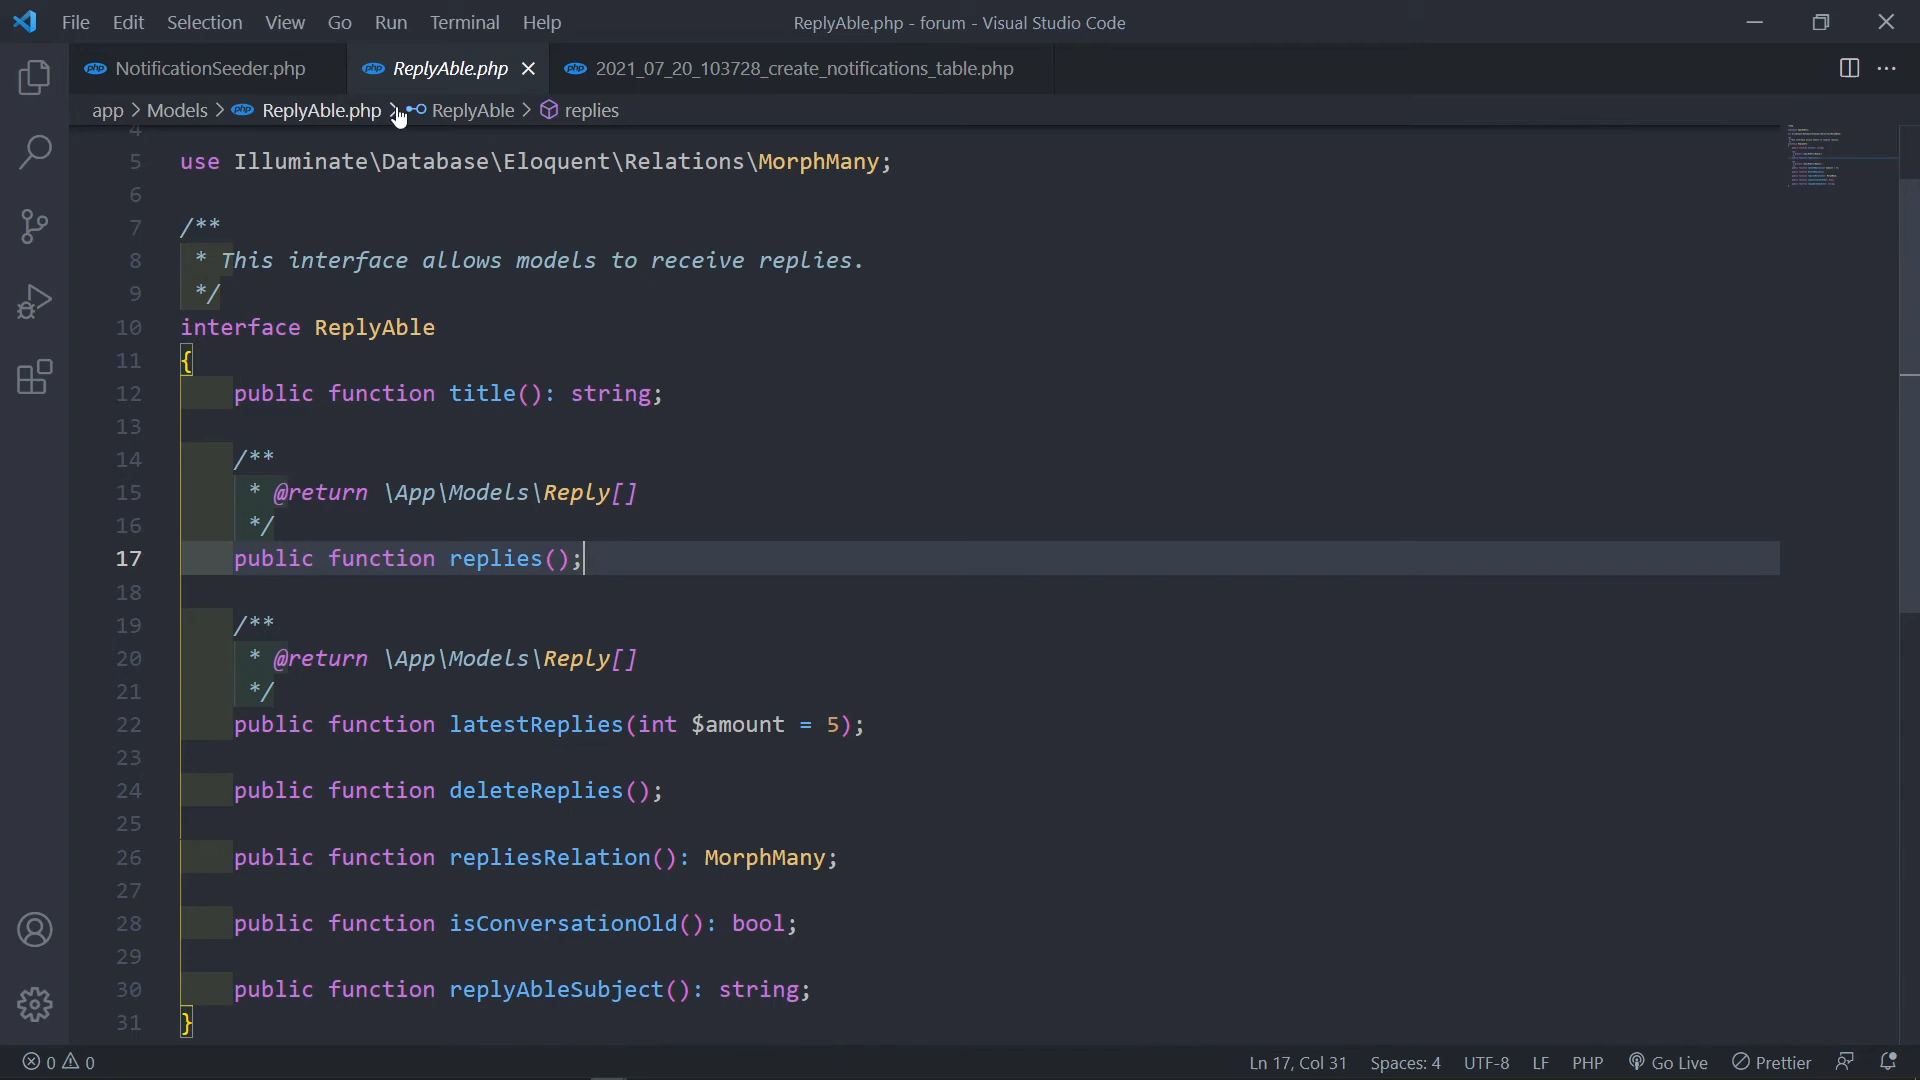 File Edit Selection View Go Run Terminal Help ReplyAble.php - forum - Visual Studio Code
php NotificationSeeder.php php ReplyAble.php php 2021_07_20_103728_create_notifications_table.php
app > Models > php ReplyAble.php > ReplyAble > replies
4
5 use Illuminate\Database\Eloquent\Relations\MorphMany;
6
7 /**
8 * This interface allows models to receive replies.
9 */
10 interface ReplyAble
11 {
12 public function title(): string;
13
14 /**
15 * @return \App\Models\Reply[]
16 */
17 public function replies();
18
19 /**
20 * @return \App\Models\Reply[]
21 */
22 public function latestReplies(int $amount = 5);
23
24 public function deleteReplies();
25
26 public function repliesRelation(): MorphMany;
27
28 public function isConversationOld(): bool;
29
30 public function replyAbleSubject(): string;
31 }
0 0 Ln 17, Col 31 Spaces: 4 UTF-8 LF PHP Go Live Prettier